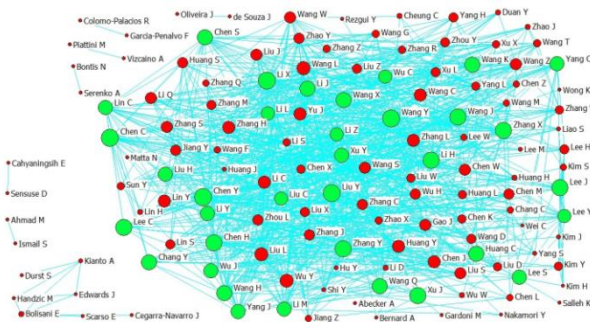 Oliveira J
de Souza J
Wang W
Rezgui Y
Cheung C
Yang H
Duan Y
Colomo-Palacios R
Garcia-Penalvo F
Chen S
Zhao Y
Wang G
Zhou Y
Xu X
Zhao J
Wang T
Piattini M
Vizcaino A
Huang S
Liu J
Zhang Z
Zhang R
Wang L
Liu Z
Wu C
Xu L
Wang K
Wang Z
Yang C
Bontis N
Serenko A
Zhang Q
Li X
Li J
Wang X
Wang C
Yang L
Chen Z
Wong K
Lin C
Li Q
Zhang M
Li L
Yu J
Wang Y
Wang J
Wang M
Chen C
Zhang S
Zhang H
Li S
Li Z
Zhang L
Lee W
Zhang X
Liao S
Jiang Y
Wang F
Xu Y
Li H
Lee M
Lee H
Cahyaningsih E
Matta N
Liu H
Huang J
Chen X
Wang S
Liu W
Chen W
Huang H
Kim S
Sensuse D
Sun Y
Li C
Liu Y
Wu H
Huang L
Chen M
Lee J
Lin Y
Chen Y
Liu C
Zhang C
Chang C
Lin H
Li Y
Liu X
Zhou L
Zhao X
Gao J
Chen K
Wei C
Lee Y
Ahmad M
Lee C
Zhang J
Wang D
Kim J
Ismail S
Lin S
Chen H
Liu L
Zhang Y
Huang Y
Huang C
Yang S
Kianto A
Chang Y
Wu J
Hu Y
Li D
Chen J
Liu S
Liu D
Lee S
Kim Y
Durst S
Wu Y
Shi Y
Wang Q
Kim H
Handzic M
Edwards J
Wang H
Abecker A
Xu J
Wu W
Chen L
Salleh K
Bolisani E
Scarso E
Cegarra-Navarro J
Yang J
Li M
Jiang Z
Bernard A
Gardoni M
Nakamori Y